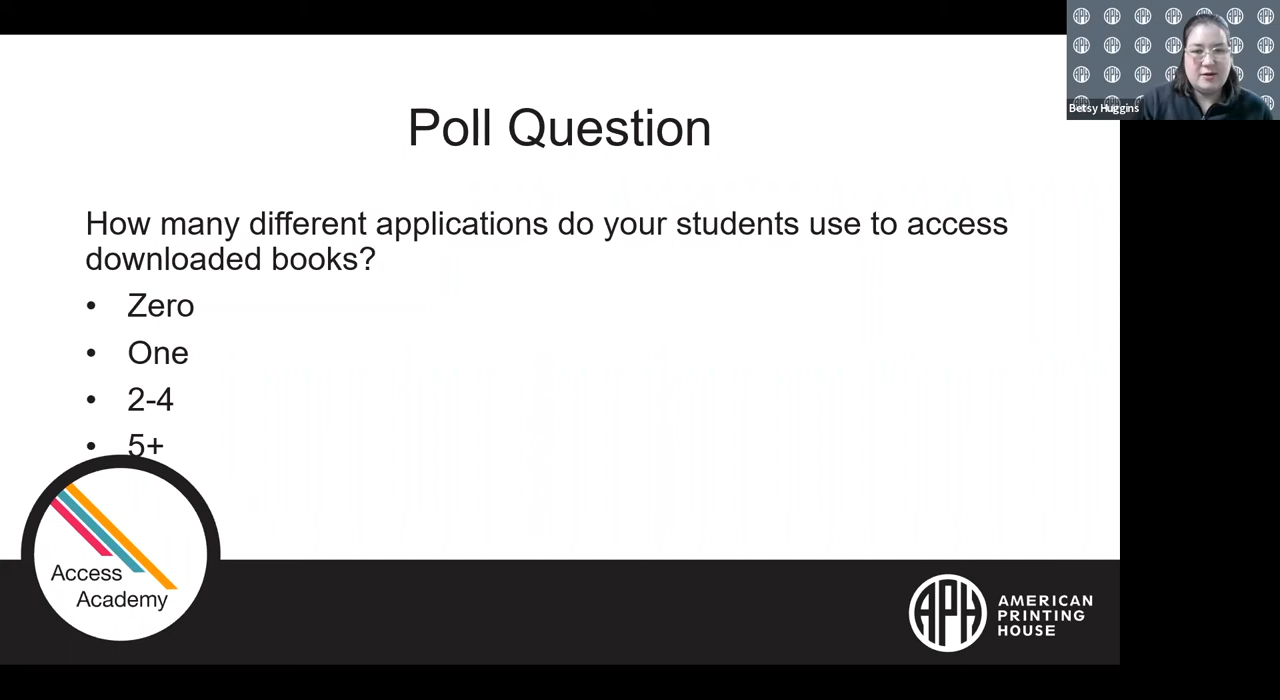 Betsy Huggins
Poll Question
How many different applications do your students use to access
downloaded books?
• Zero
• One
• 2-4
• 5+
Access
Academy
APH
AMERICAN
PRINTING
HOUSE